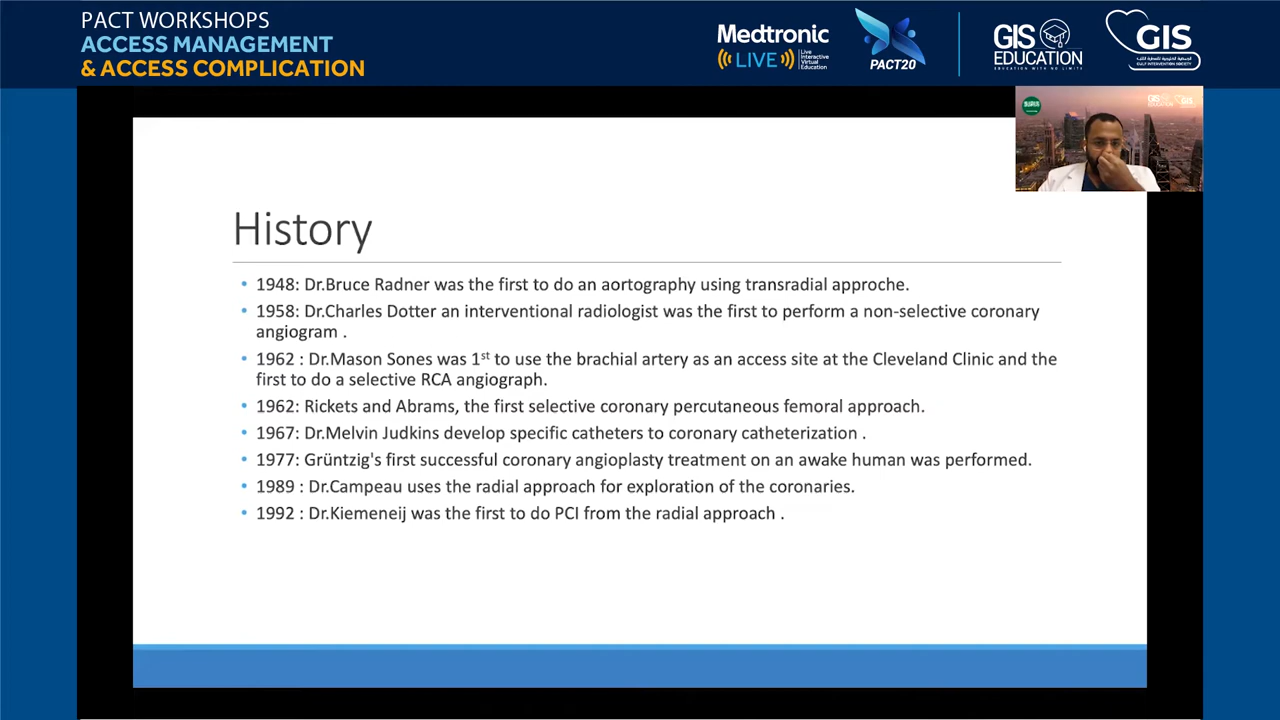 PACT WORKSHOPS
ACCESS MANAGEMENT
& ACCESS COMPLICATION
Medtronic
LIVE Live Interactive Virtual Education
PACT20
GIS
EDUCATION
EDUCATION WITH NO LIMITS
GIS
GULF INTERVENTION SOCIETY
History
• 1948: Dr.Bruce Radner was the first to do an aortography using transradial approche.
• 1958: Dr.Charles Dotter an interventional radiologist was the first to perform a non-selective coronary
angiogram .
• 1962 : Dr.Mason Sones was 1st to use the brachial artery as an access site at the Cleveland Clinic and the
first to do a selective RCA angiograph.
• 1962: Rickets and Abrams, the first selective coronary percutaneous femoral approach.
• 1967: Dr.Melvin Judkins develop specific catheters to coronary catheterization .
• 1977: Grüntzig's first successful coronary angioplasty treatment on an awake human was performed.
• 1989 : Dr.Campeau uses the radial approach for exploration of the coronaries.
• 1992 : Dr.Kiemeneij was the first to do PCI from the radial approach .